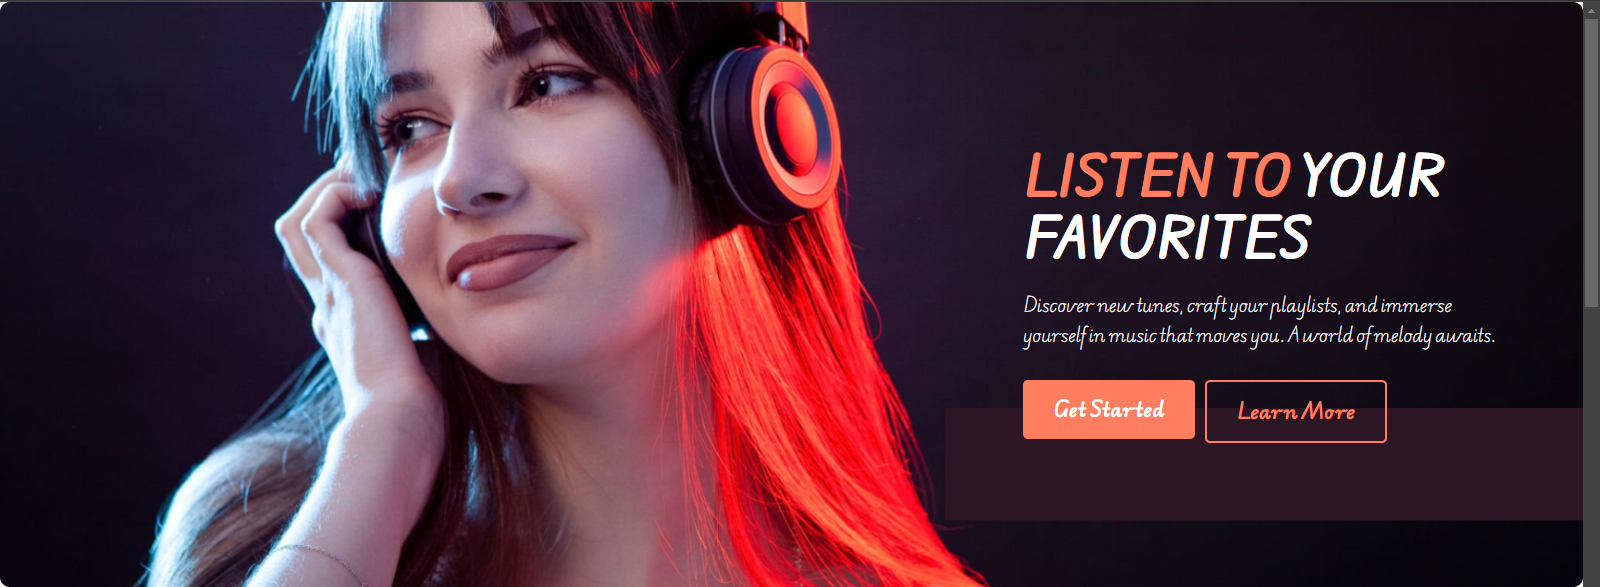 LISTEN TO YOUR
FAVORITES
Discover new tunes, craft your playlists, and immerse
yourself in music that moves you. A world of melody awaits.
Get Started
Learn More